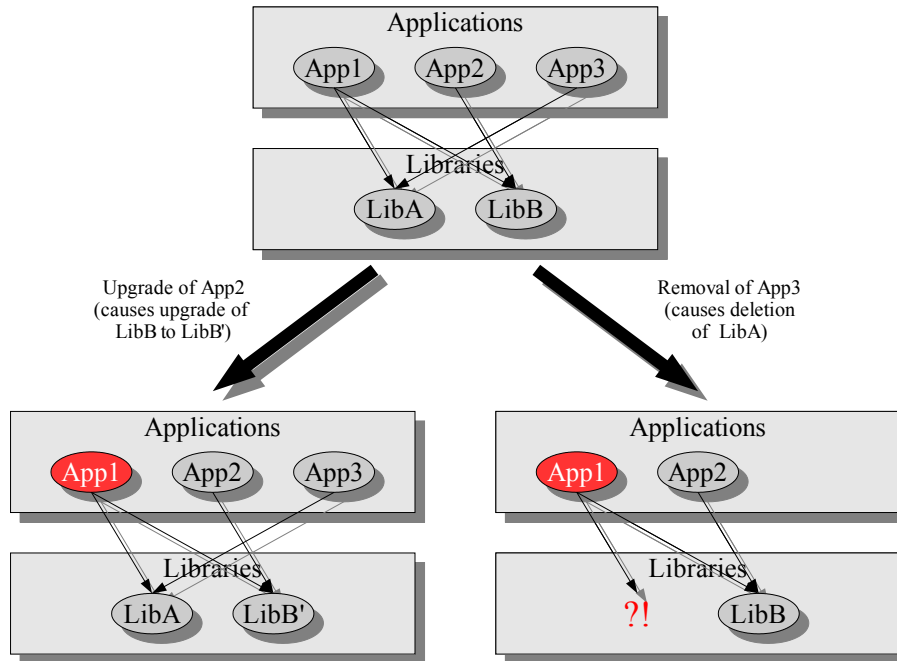 Applications
App1 App2 App3
Libraries
LibA LibB
Upgrade of App2
(causes upgrade of
LibB to LibB')
Removal of App3
(causes deletion
of LibA)
Applications
App1 App2 App3
Libraries
LibA LibB'
Applications
App1 App2
Libraries
?! LibB